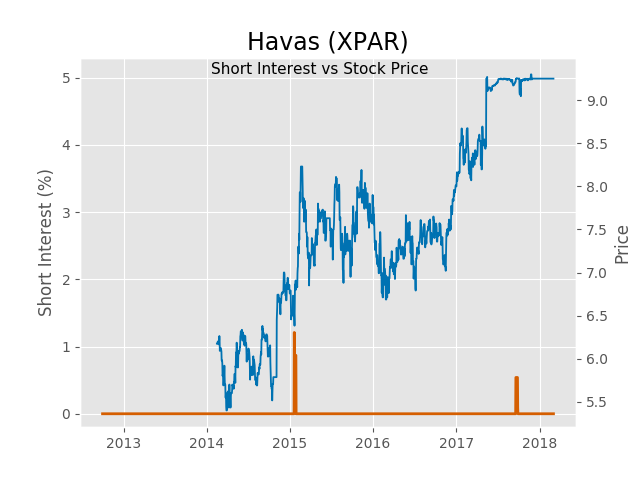 Havas (XPAR)
Short Interest vs Stock Price
Short Interest (%)
5
4
3
2
1
0
9.0
8.5
8.0
7.5
7.0
6.5
6.0
5.5
Price
2013 2014 2015 2016 2017 2018